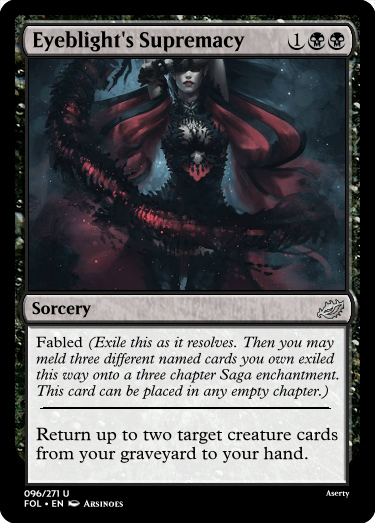 Eyeblight's Supremacy 1
Sorcery
Fabled (Exile this as it resolves. Then you may
meld three different named cards you own exiled
this way onto a three chapter Saga enchantment.
This card can be placed in any empty chapter.)
Return up to two target creature cards
from your graveyard to your hand.
096/271 U
FOL • EN Arsinoes
Aserty